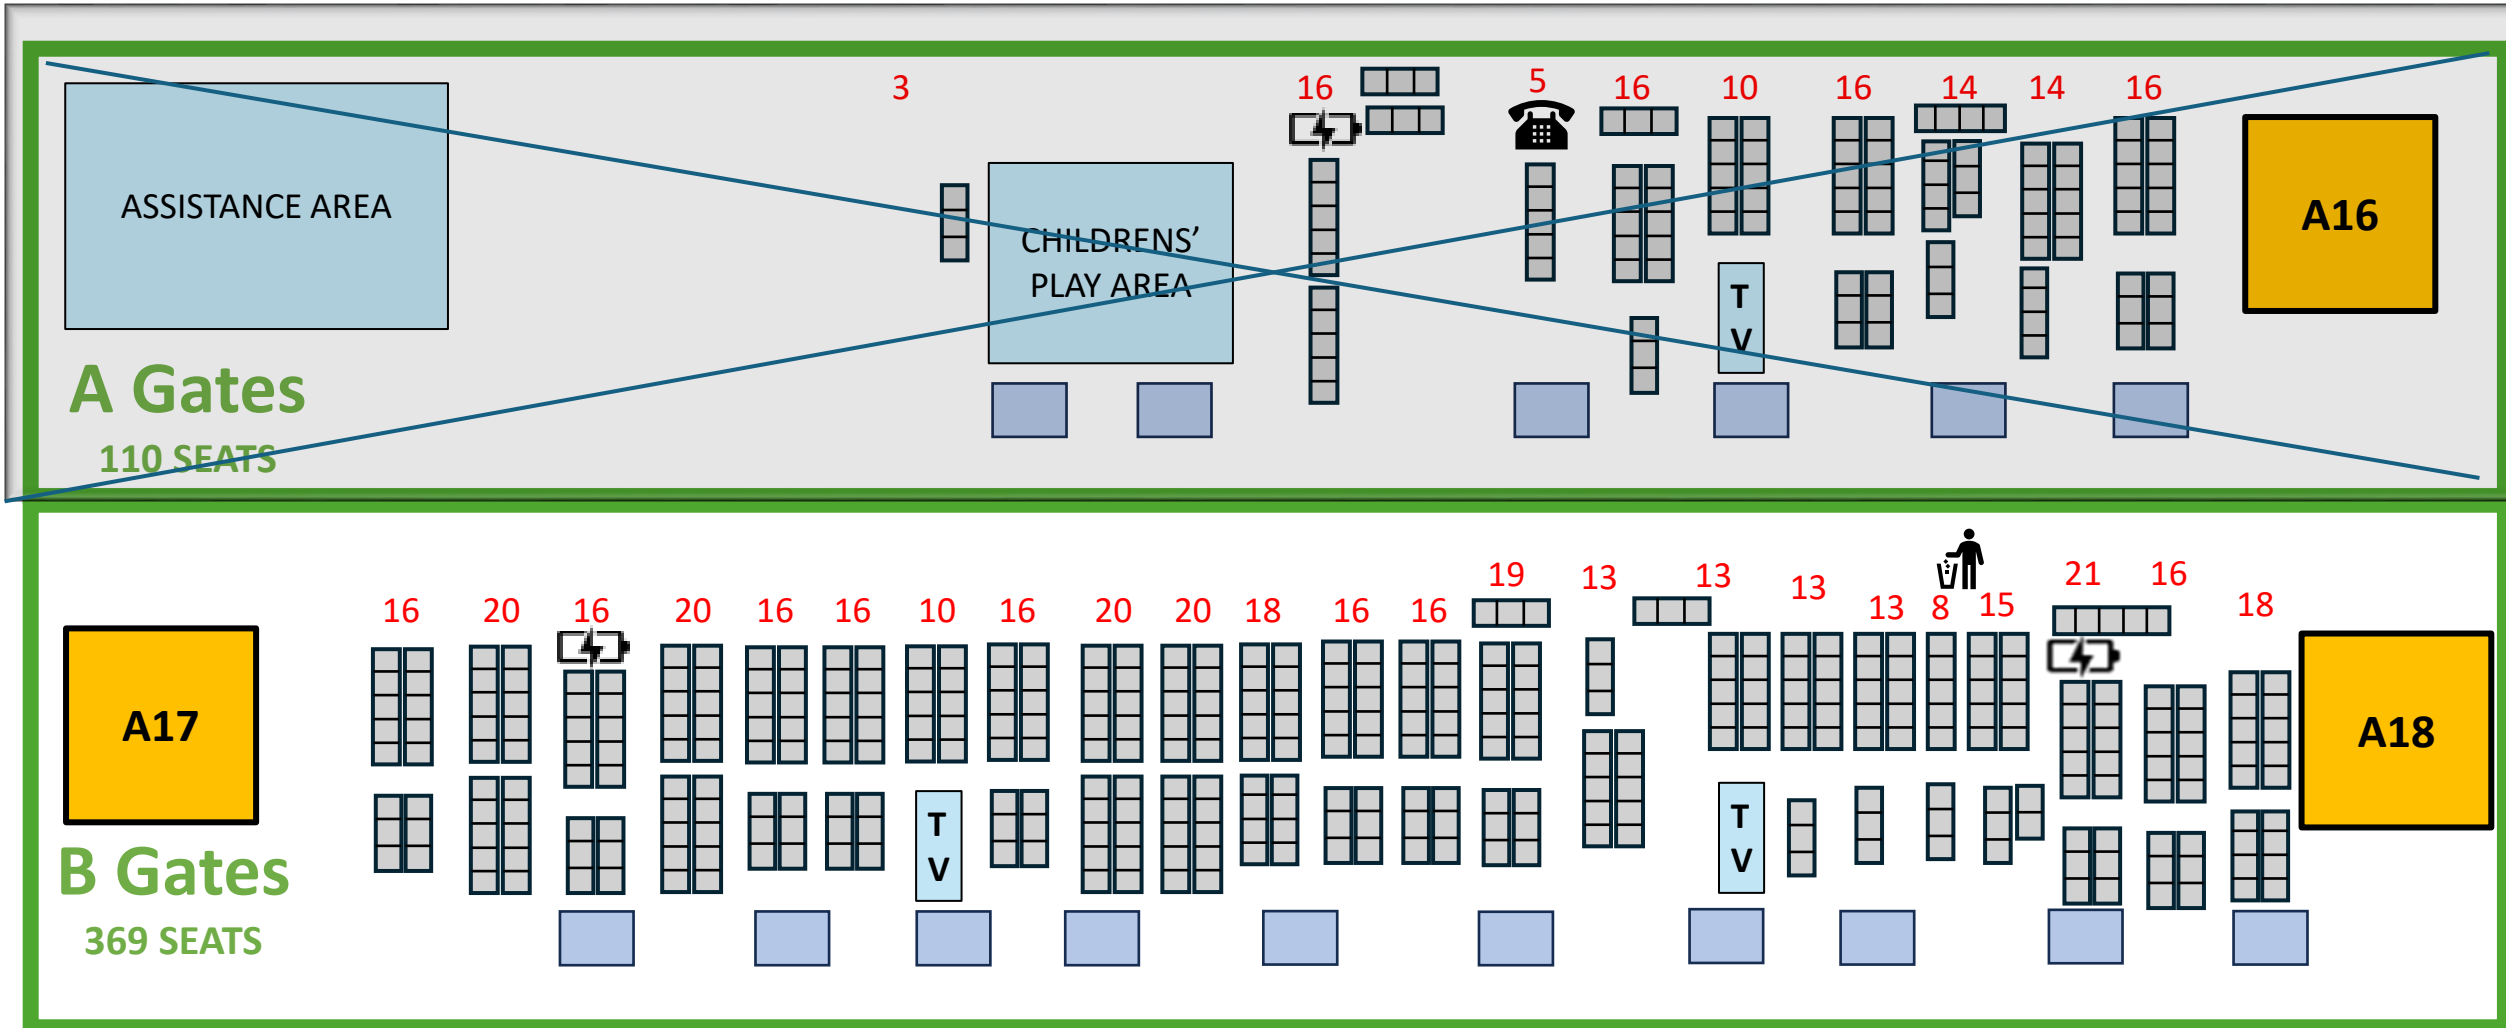 3 16 5 16 10 16 14 14 16
ASSISTANCE AREA
CHILDRENS'
PLAY AREA
T
V
A16
A Gates
110 SEATS
19 13 13 13 21 16
16 20 16 20 16 16 10 16 20 20 18 16 16 13 8 15 18
A17
T
V
T
V
A18
B Gates
369 SEATS